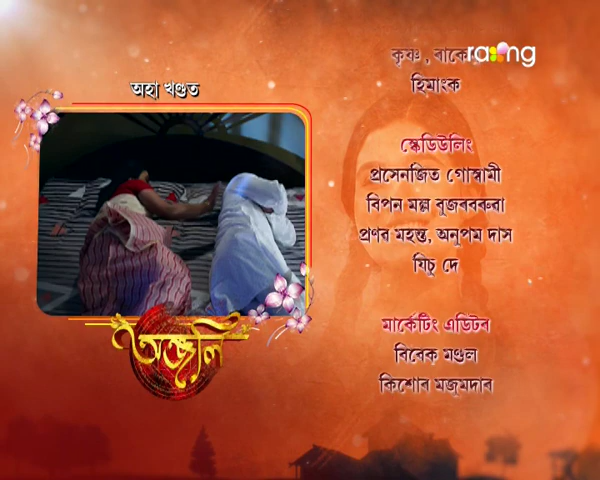 কৃষ্ণ , ৰাকেশ
rang
হিমাংক
অহা খণ্ডত
স্কেডিউলিং
প্ৰসেনজিত গোস্বামী
বিপন মল্ল বুজৰবৰুৱা
প্ৰণৱ মহন্ত, অনুপম দাস
যিচু দে
অঞ্জলি
মাৰ্কেটিং এডিটৰ
বিবেক মণ্ডল
কিশোৰ মজুমদাৰ